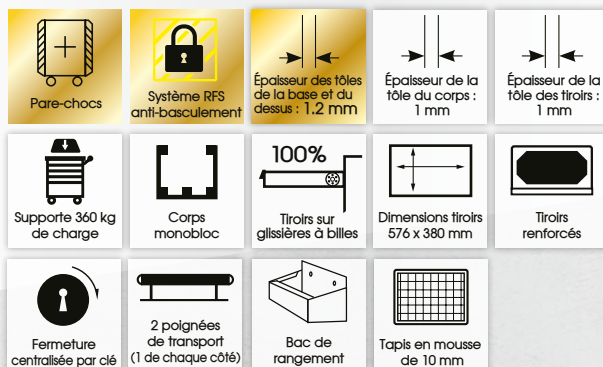 Pare-chocs
Système RFS
anti-basculement
Épaisseur des tôles
de la base et du
dessus : 1.2 mm
Épaisseur de la
tôle du corps :
1 mm
Épaisseur de la
tôle des tiroirs :
1 mm
Supporte 360 kg
de charge
Corps
monobloc
100%
Tiroirs sur
glissières à billes
Dimensions tiroirs
576 x 380 mm
Tiroirs
renforcés
Fermeture
centralisée par clé
2 poignées
de transport
(1 de chaque côté)
Bac de
rangement
Tapis en mousse
de 10 mm